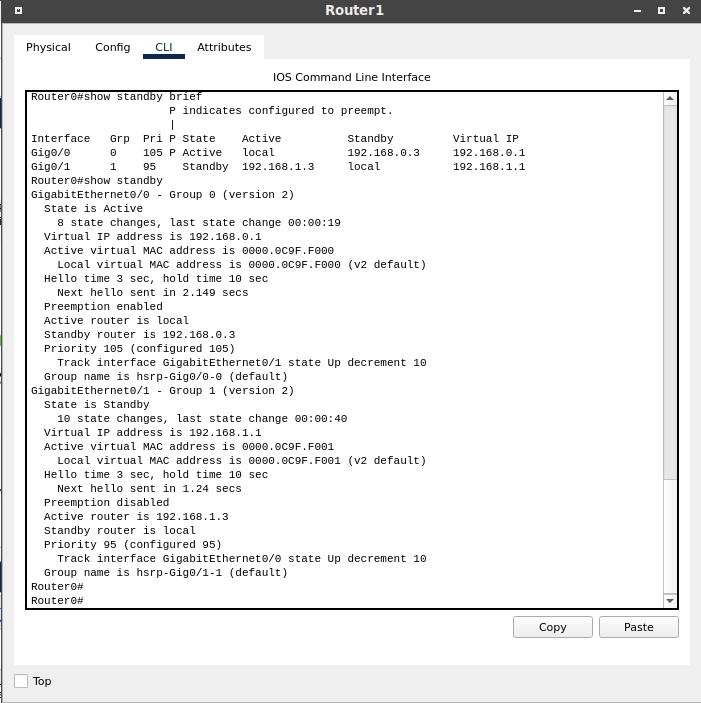 Router1
Physical Config CLI Attributes
IOS Command Line Interface
Router0#show standby brief
P indicates configured to preempt.
|
Interface Grp Pri P State Active Standby Virtual IP
Gig0/0 0 105 P Active local 192.168.0.3 192.168.0.1
Gig0/1 1 95 Standby 192.168.1.3 local 192.168.1.1
Router0#show standby
GigabitEthernet0/0 - Group 0 (version 2)
State is Active
8 state changes, last state change 00:00:19
Virtual IP address is 192.168.0.1
Active virtual MAC address is 0000.0C9F.F000
Local virtual MAC address is 0000.0C9F.F000 (v2 default)
Hello time 3 sec, hold time 10 sec
Next hello sent in 2.149 secs
Preemption enabled
Active router is local
Standby router is 192.168.0.3
Priority 105 (configured 105)
Track interface GigabitEthernet0/1 state Up decrement 10
Group name is hsrp-Gig0/0-0 (default)
GigabitEthernet0/1 - Group 1 (version 2)
State is Standby
10 state changes, last state change 00:00:40
Virtual IP address is 192.168.1.1
Active virtual MAC address is 0000.0C9F.F001
Local virtual MAC address is 0000.0C9F.F001 (v2 default)
Hello time 3 sec, hold time 10 sec
Next hello sent in 1.24 secs
Preemption disabled
Active router is 192.168.1.3
Standby router is local
Priority 95 (configured 95)
Track interface GigabitEthernet0/0 state Up decrement 10
Group name is hsrp-Gig0/1-1 (default)
Router0#
Router0#
Copy Paste
Top